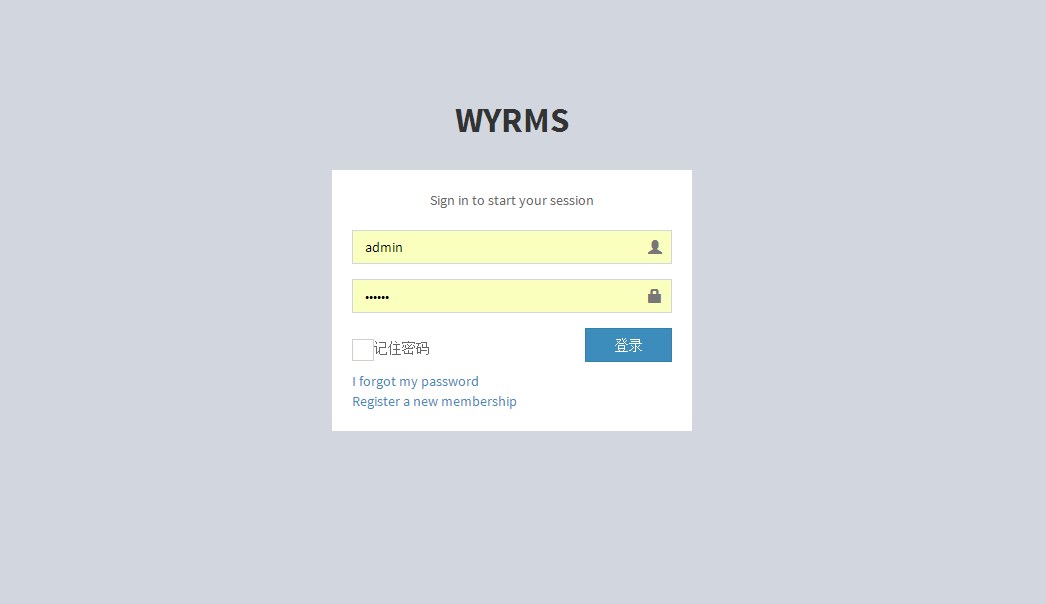 WYRMS
Sign in to start your session
admin
••••••
记住密码
登录
I forgot my password
Register a new membership